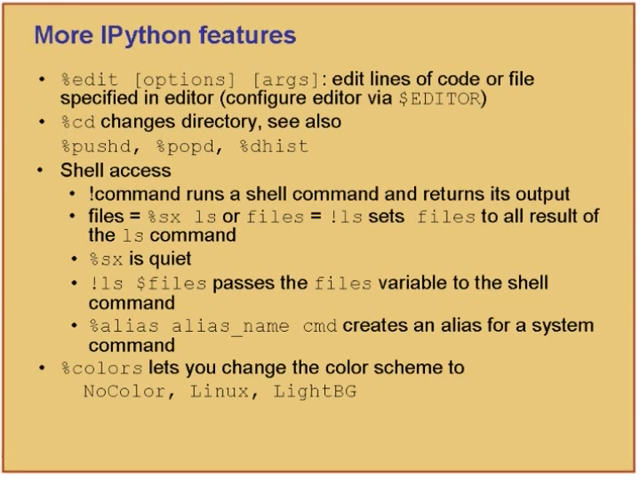 More IPython features
• %edit [options] [args]: edit lines of code or file
specified in editor (configure editor via $EDITOR)
• %cd changes directory, see also
%pushd, %popd, %dhist
• Shell access
• !command runs a shell command and returns its output
• files = %sx ls or files = !ls sets files to all result of
the ls command
• %sx is quiet
• !ls $files passes the files variable to the shell
command
• %alias alias_name cmd creates an alias for a system
command
• %colors lets you change the color scheme to
NoColor, Linux, LightBG